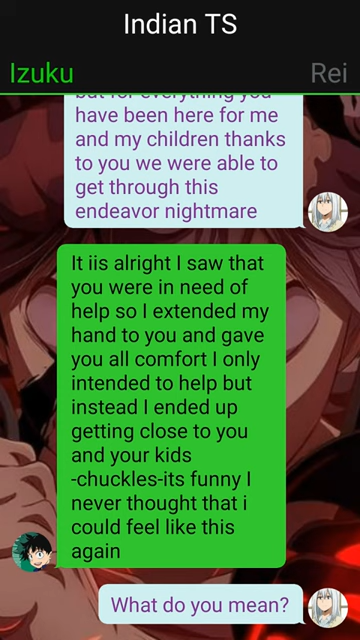 Indian TS
Izuku Rei
but for everything you
have been here for me
and my children thanks
to you we were able to
get through this
endeavor nightmare
It iis alright I saw that
you were in need of
help so I extended my
hand to you and gave
you all comfort I only
intended to help but
instead I ended up
getting close to you
and your kids
-chuckles-its funny I
never thought that i
could feel like this
again
What do you mean?